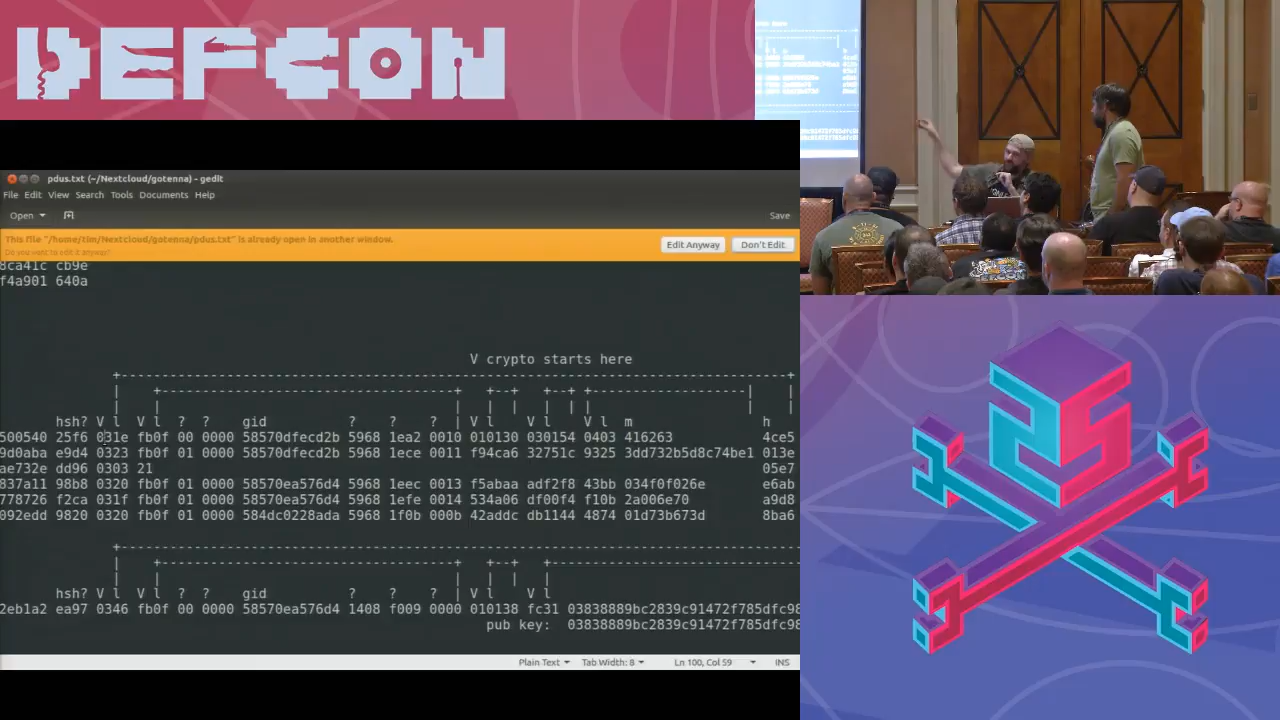 DEFCON
pdus.txt (~/Nextcloud/gotenna) - gedit
File Edit View Search Tools Documents Help
Open Save
This file "/home/tim/Nextcloud/gotenna/pdus.txt" is already open in another window.
Do you want to edit it anyway?
Edit Anyway Don't Edit
8ca41c cb9e
f4a901 640a
V crypto starts here
+--------------------------------------------------------------------------------+
| +-------------------------------------+ +--+ +--+ +-------------------| |
| | | | | | | | | |
hsh? V l V l ? ? gid ? ? ? | V l V l V l m h
500540 25f6 031e fb0f 00 0000 58570dfecd2b 5968 1ea2 0010 010130 030154 0403 416263 4ce5
9d0aba e9d4 0323 fb0f 01 0000 58570dfecd2b 5968 1ece 0011 f94ca6 32751c 9325 3dd732b5d8c74be1 013e
ae732e dd96 0303 21 05e7
837a11 98b8 0320 fb0f 01 0000 58570ea576d4 5968 1eec 0013 f5abaa adf2f8 43bb 034f0f026e e6ab
778726 f2ca 031f fb0f 01 0000 58570ea576d4 5968 1efe 0014 534a06 df00f4 f10b 2a006e70 a9d8
092edd 9820 0320 fb0f 01 0000 584dc0228ada 5968 1f0b 000b 42addc db1144 4874 01d73b673d 8ba6
+--------------------------------------------------------------------------------
| +-------------------------------------+ +--+ +-------------------------------
| | | | | |
hsh? V l V l ? ? gid ? ? ? | V l V l
2eb1a2 ea97 0346 fb0f 00 0000 58570ea576d4 1408 f009 0000 010138 fc31 03838889bc2839c91472f785dfc98
pub key: 03838889bc2839c91472f785dfc98
Plain Text Tab Width: 8 Ln 100, Col 59 INS